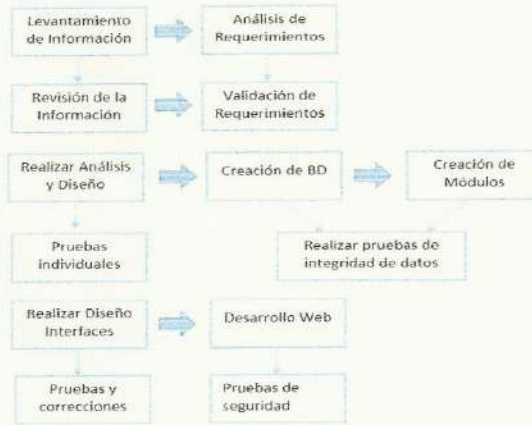 Levantamiento
de Información
Análisis de
Requerimientos
Revisión de la
Información
Validación de
Requerimientos
Realizar Análisis
y Diseño
Creación de BD
Creación de
Módulos
Pruebas
individuales
Realizar pruebas de
integridad de datos
Realizar Diseño
Interfaces
Desarrollo Web
Pruebas y
correcciones
Pruebas de
seguridad